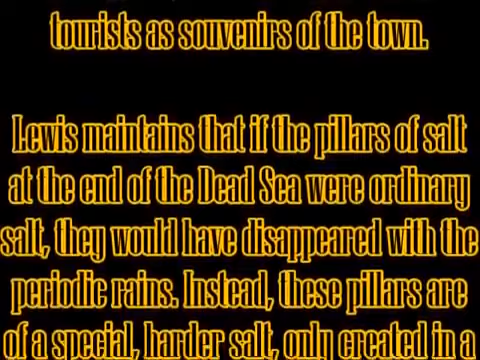 tourists as souvenirs of the town.
Lewis maintains that if the pillars of salt
at the end of the Dead Sea were ordinary
salt, they would have disappeared with the
periodic rains. Instead, these pillars are
of a special, harder salt, only created in a